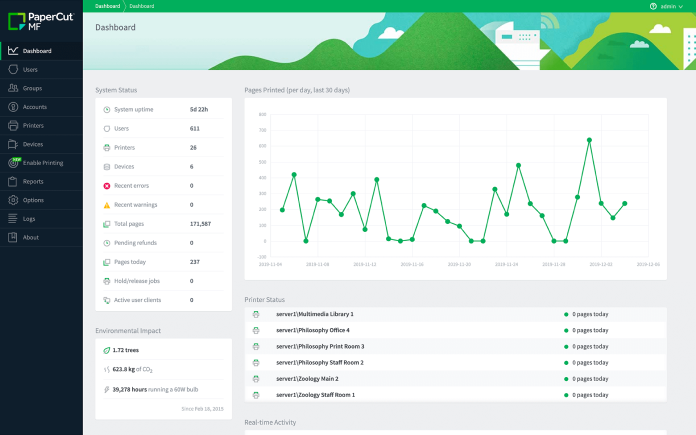 PaperCut
MF
Dashboard
Users
Groups
Accounts
Printers
Devices
Enable Printing
Reports
Options
Logs
About
Dashboard Dashboard
admin
Dashboard
System Status
System uptime 5d 22h
Users 611
Printers 26
Devices 6
Recent errors 0
Recent warnings 0
Total pages 171,587
Pending refunds 0
Pages today 237
Hold/release jobs 0
Active user clients 0
Environmental Impact
1.72 trees
623.8 kg of CO2
39,278 hours running a 60W bulb
Since Feb 18, 2015
Pages Printed (per day, last 30 days)
800
700
600
500
400
300
200
100
0
-100
2019-11-04 2019-11-08 2019-11-12 2019-11-16 2019-11-20 2019-11-24 2019-11-28 2019-12-02 2019-12-06
Printer Status
server1\Multimedia Library 1 0 pages today
server1\Philosophy Office 4 0 pages today
server1\Philosophy Print Room 3 0 pages today
server1\Philosophy Staff Room 2 0 pages today
server1\Zoology Main 2 0 pages today
server1\Zoology Staff Room 1 0 pages today
Real-time Activity